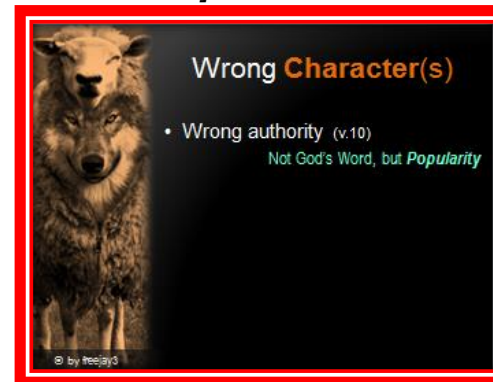 Wrong Character(s)
• Wrong authority (v.10)
Not God's Word, but Popularity
© by freejay3